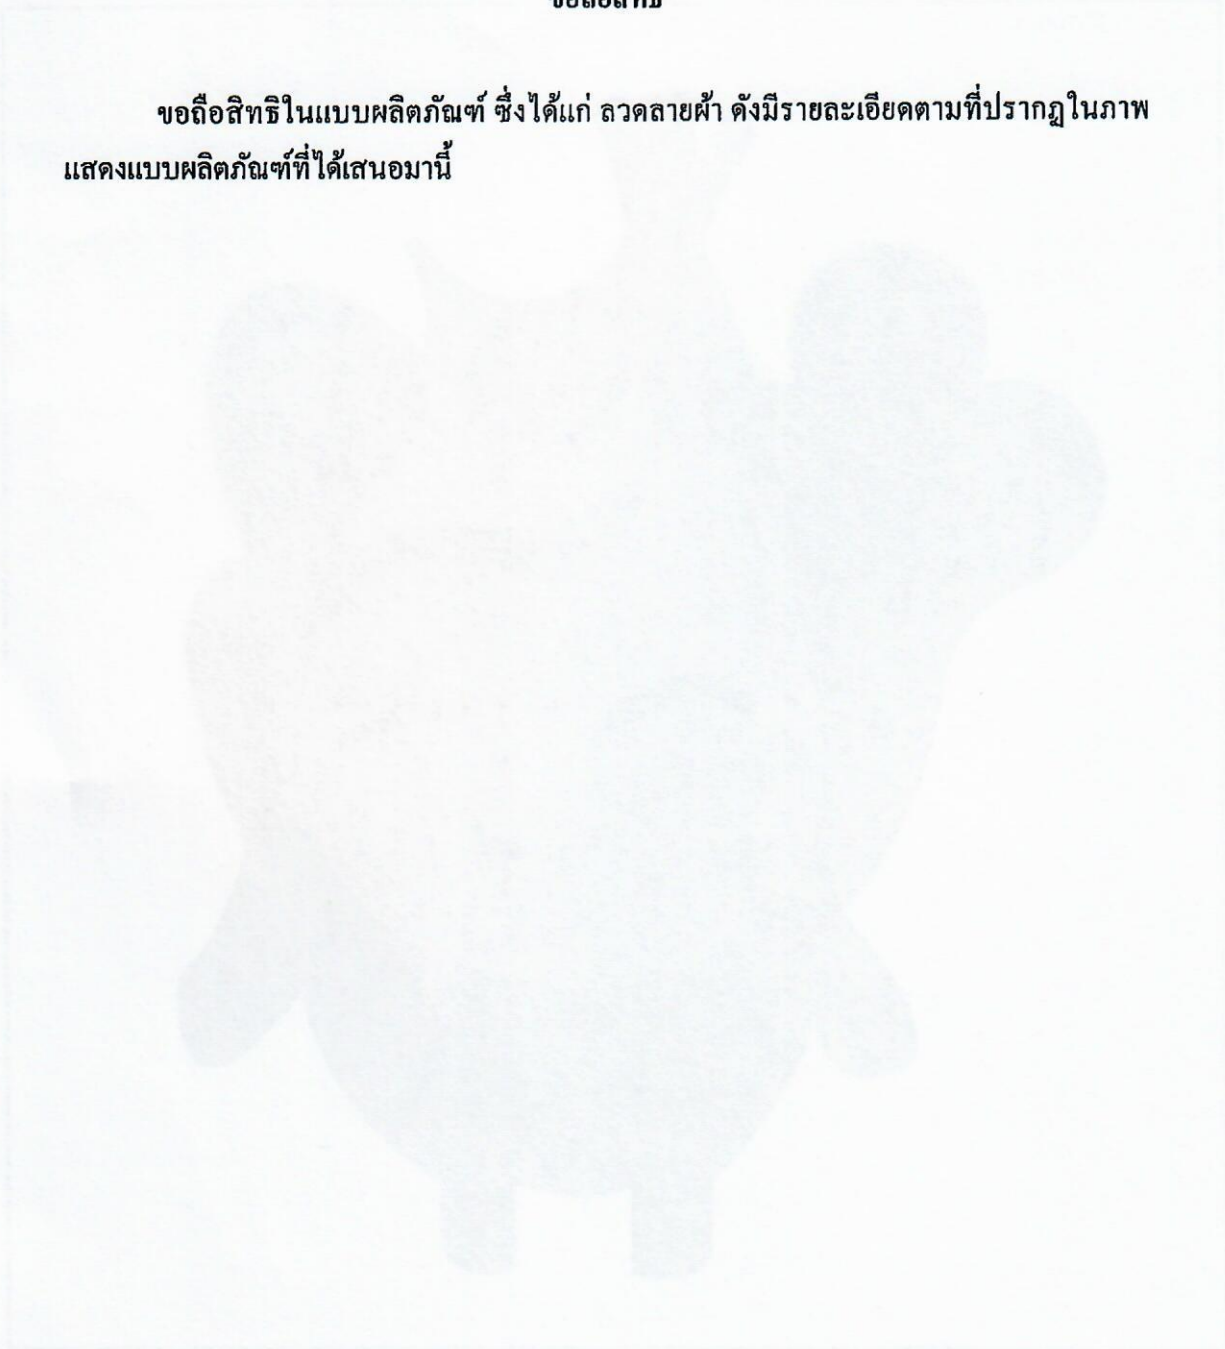 ขอถือสิทธิในแบบผลิตภัณฑ์ ซึ่งได้แก่ ลวดลายผ้า ดังมีรายละเอียดตามที่ปรากฏในภาพ
แสดงแบบผลิตภัณฑ์ที่ได้เสนอมานี้